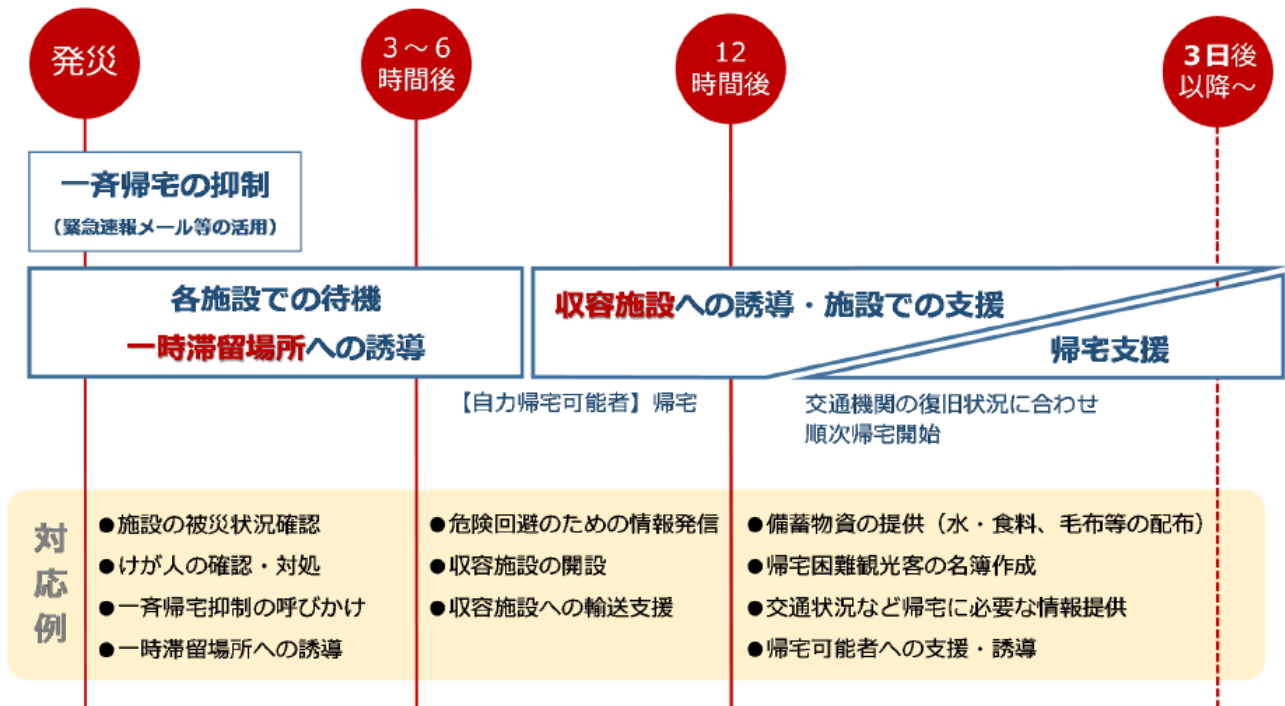 発災
3～6
時間後
12
時間後
3日後
以降～
一斉帰宅の抑制
（緊急速報メール等の活用）
各施設での待機
一時滞留場所への誘導
収容施設への誘導・施設での支援
帰宅支援
【自力帰宅可能者】帰宅
交通機関の復旧状況に合わせ
順次帰宅開始
対応例
●施設の被災状況確認
●けが人の確認・対処
●一斉帰宅抑制の呼びかけ
●一時滞留場所への誘導
●危険回避のための情報発信
●収容施設の開設
●収容施設への輸送支援
●備蓄物資の提供（水・食料、毛布等の配布）
●帰宅困難観光客の名簿作成
●交通状況など帰宅に必要な情報提供
●帰宅可能者への支援・誘導